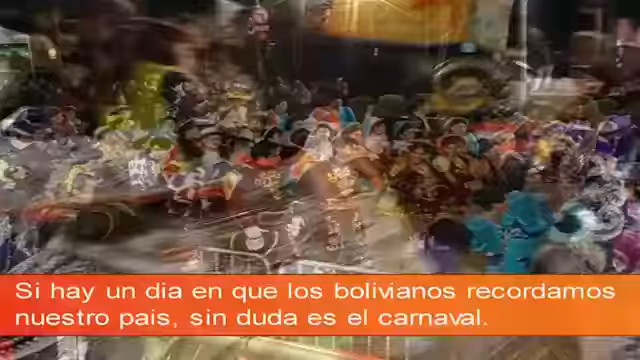 Si hay un dia en que los bolivianos recordamos
nuestro pais, sin duda es el carnaval.